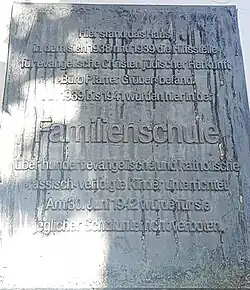 Hier stand das Haus,
in dem sich 1938 und 1939 die Hilfsstelle
für evangelische Christen jüdischer Herkunft
Büro Pfarrer Grüber befand.
1939 bis 1941 wurden hier in der
Familienschule
über hundert evangelische und katholische
rassisch verfolgte Kinder unterrichtet.
Am 30. Juni 1942 wurde für sie
jeglicher Schulunterricht verboten.